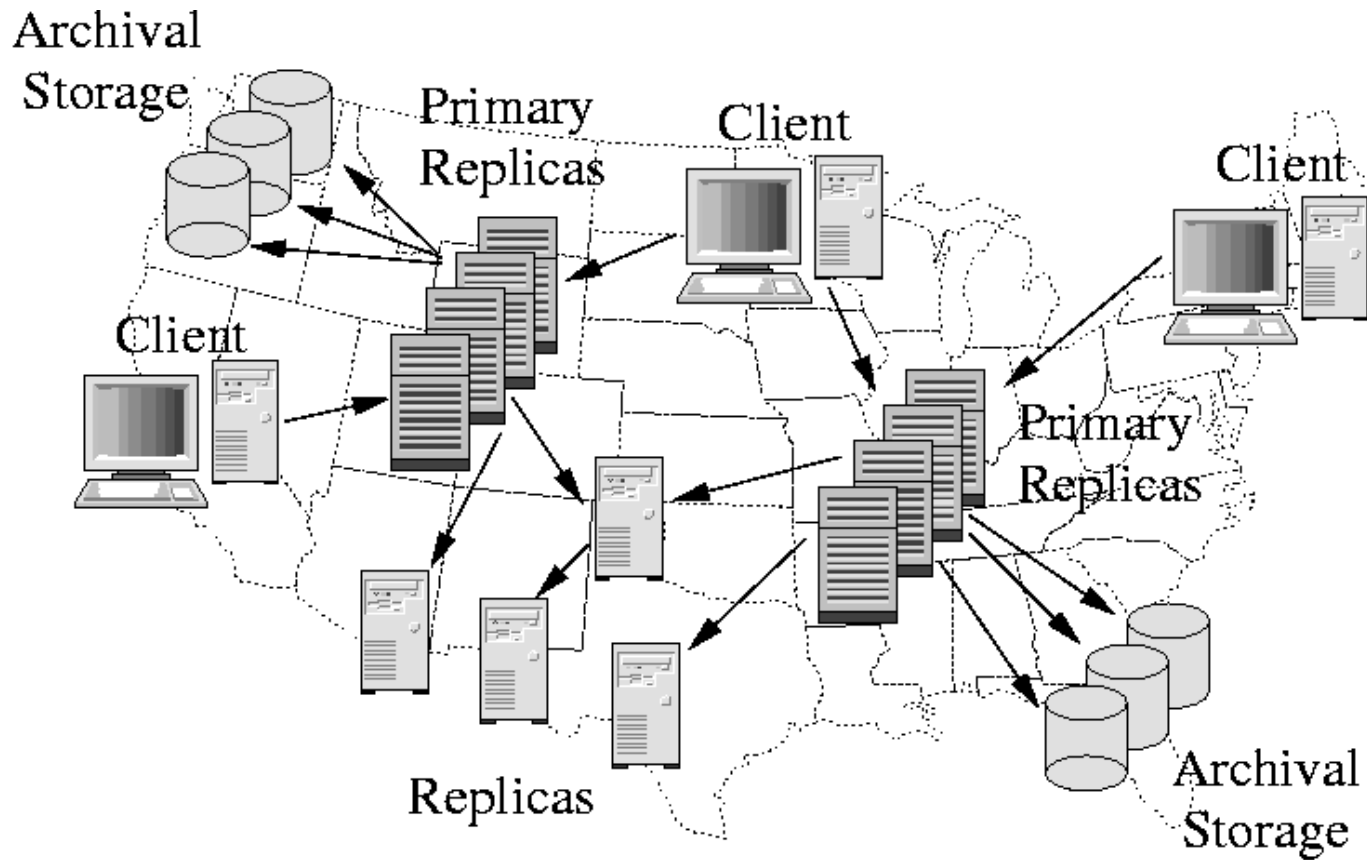 Archival
Storage
Primary
Replicas
Client
Client
Client
Primary
Replicas
Replicas
Archival
Storage